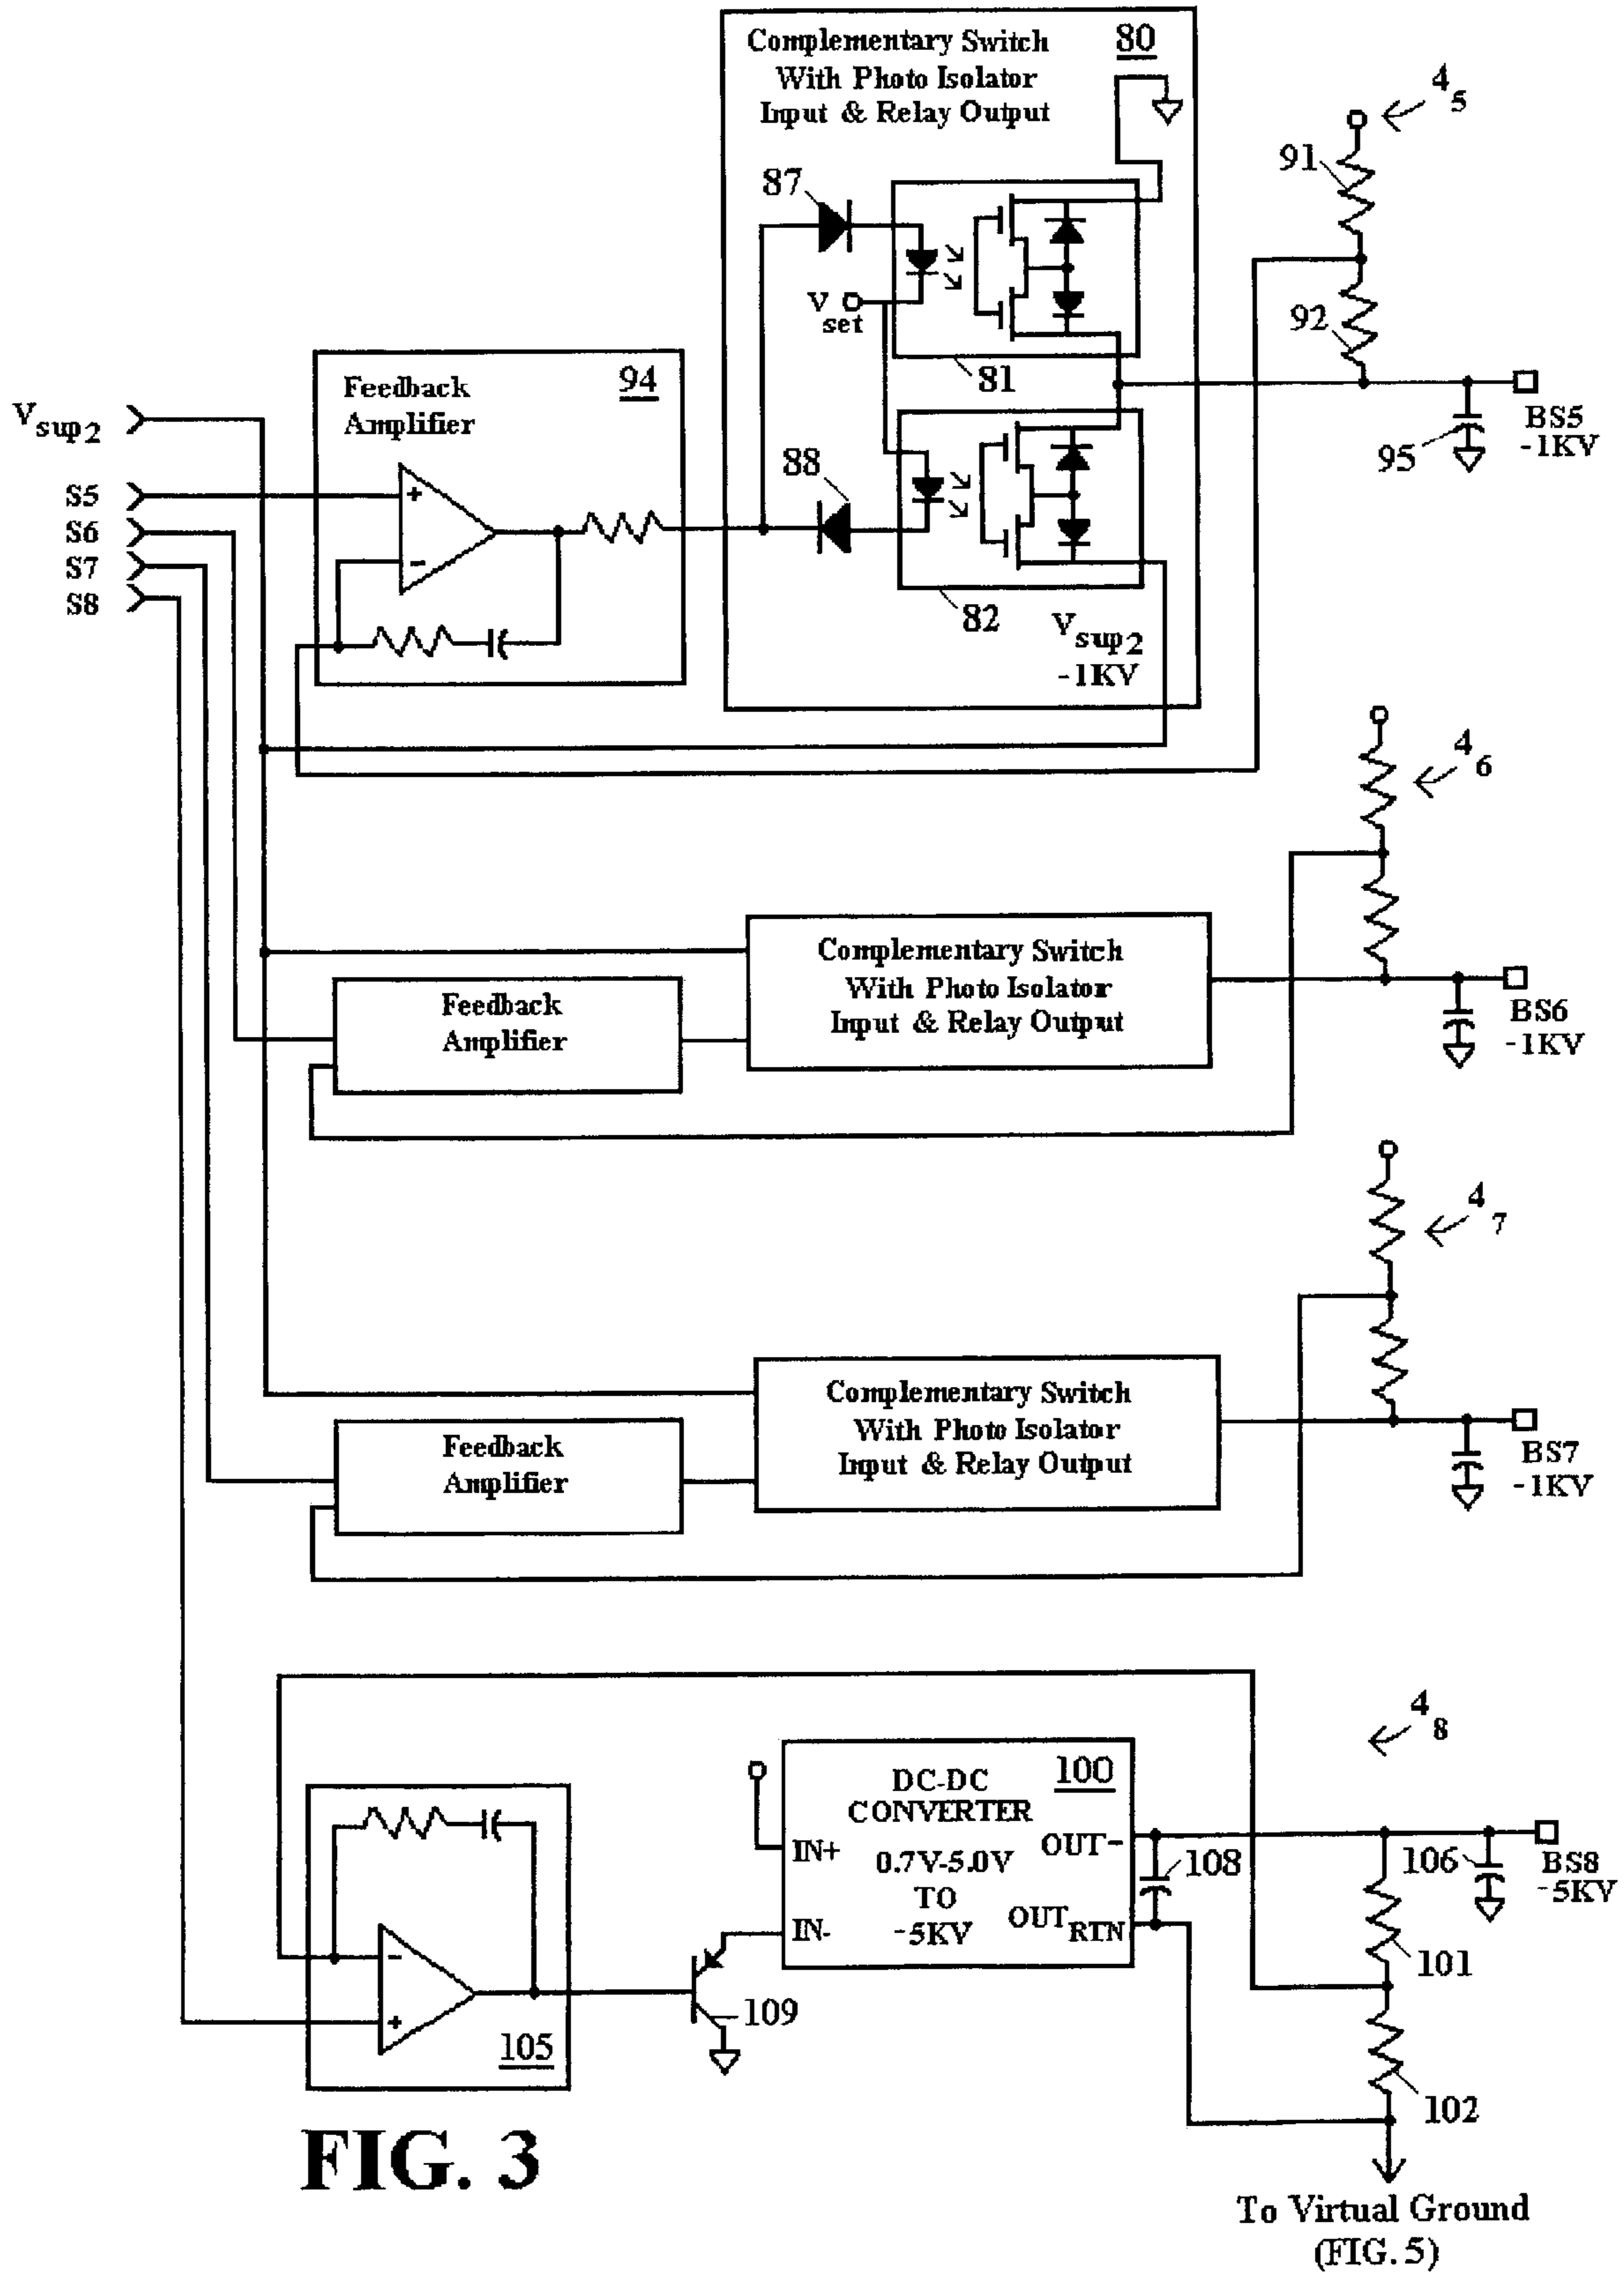 Complementary Switch
With Photo Isolator
Input & Relay Output
80
4 5
91
87
V set
92
81
BS5
-1KV
95
Feedback
Amplifier
94
V sup2
88
S5
S6
S7
S8
+
-
82
V sup2
-1KV
4 6
Complementary Switch
With Photo Isolator
Input & Relay Output
Feedback
Amplifier
BS6
-1KV
4 7
Complementary Switch
With Photo Isolator
Input & Relay Output
Feedback
Amplifier
BS7
-1KV
4 8
DC-DC
CONVERTER
100
0.7V-5.0V
TO
-5KV
IN+
IN-
OUT-
OUT RTN
108
106
BS8
-5KV
101
-
+
105
109
102
FIG. 3
To Virtual Ground
(FIG. 5)